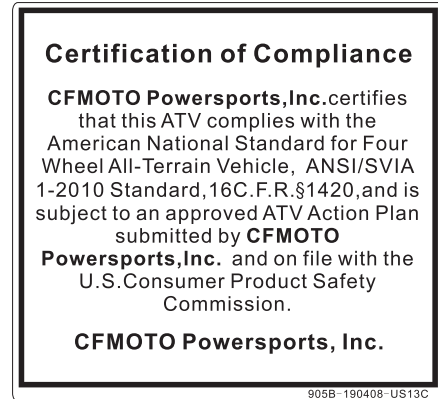 Certification of Compliance
CFMOTO Powersports,Inc.certifies
that this ATV complies with the
American National Standard for Four
Wheel All-Terrain Vehicle, ANSI/SVIA
1-2010 Standard,16C.F.R.§1420,and is
subject to an approved ATV Action Plan
submitted by CFMOTO
Powersports,Inc. and on file with the
U.S.Consumer Product Safety
Commission.
CFMOTO Powersports, Inc.
905B-190408-US13C